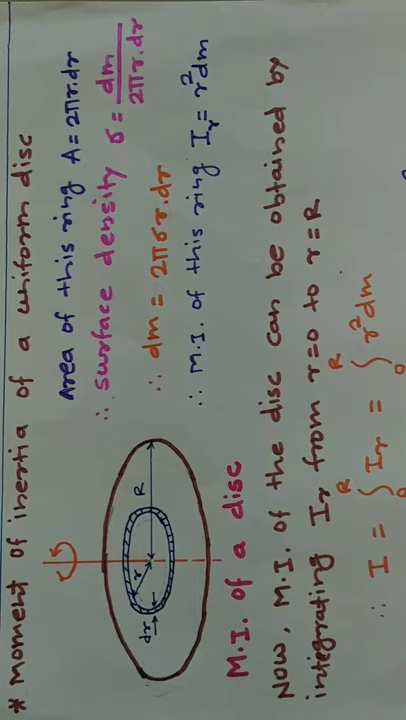 * Moment of inertia of a uniform disc
Area of this ring A = 2πr.dr
∴ surface density σ = dm / 2πr.dr
∴ dm = 2πσr.dr
∴ M.I. of this ring Iᵣ = r²dm
r
R
dr
M.I. of a disc
Now, M.I. of the disc can be obtained by
integrating Iᵣ from r=0 to r=R
∴ I = ∫₀ᴿ Iᵣ = ∫₀ᴿ r²dm